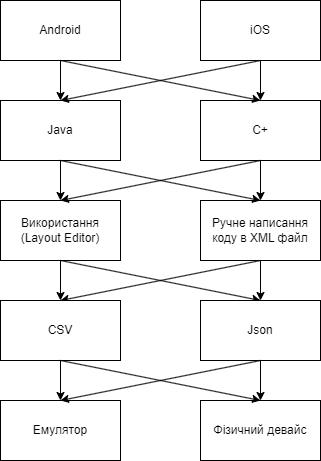 Android
iOS
Java
C+
Використання
(Layout Editor)
Ручне написання
коду в XML файл
CSV
Json
Емулятор
Фізичний девайс